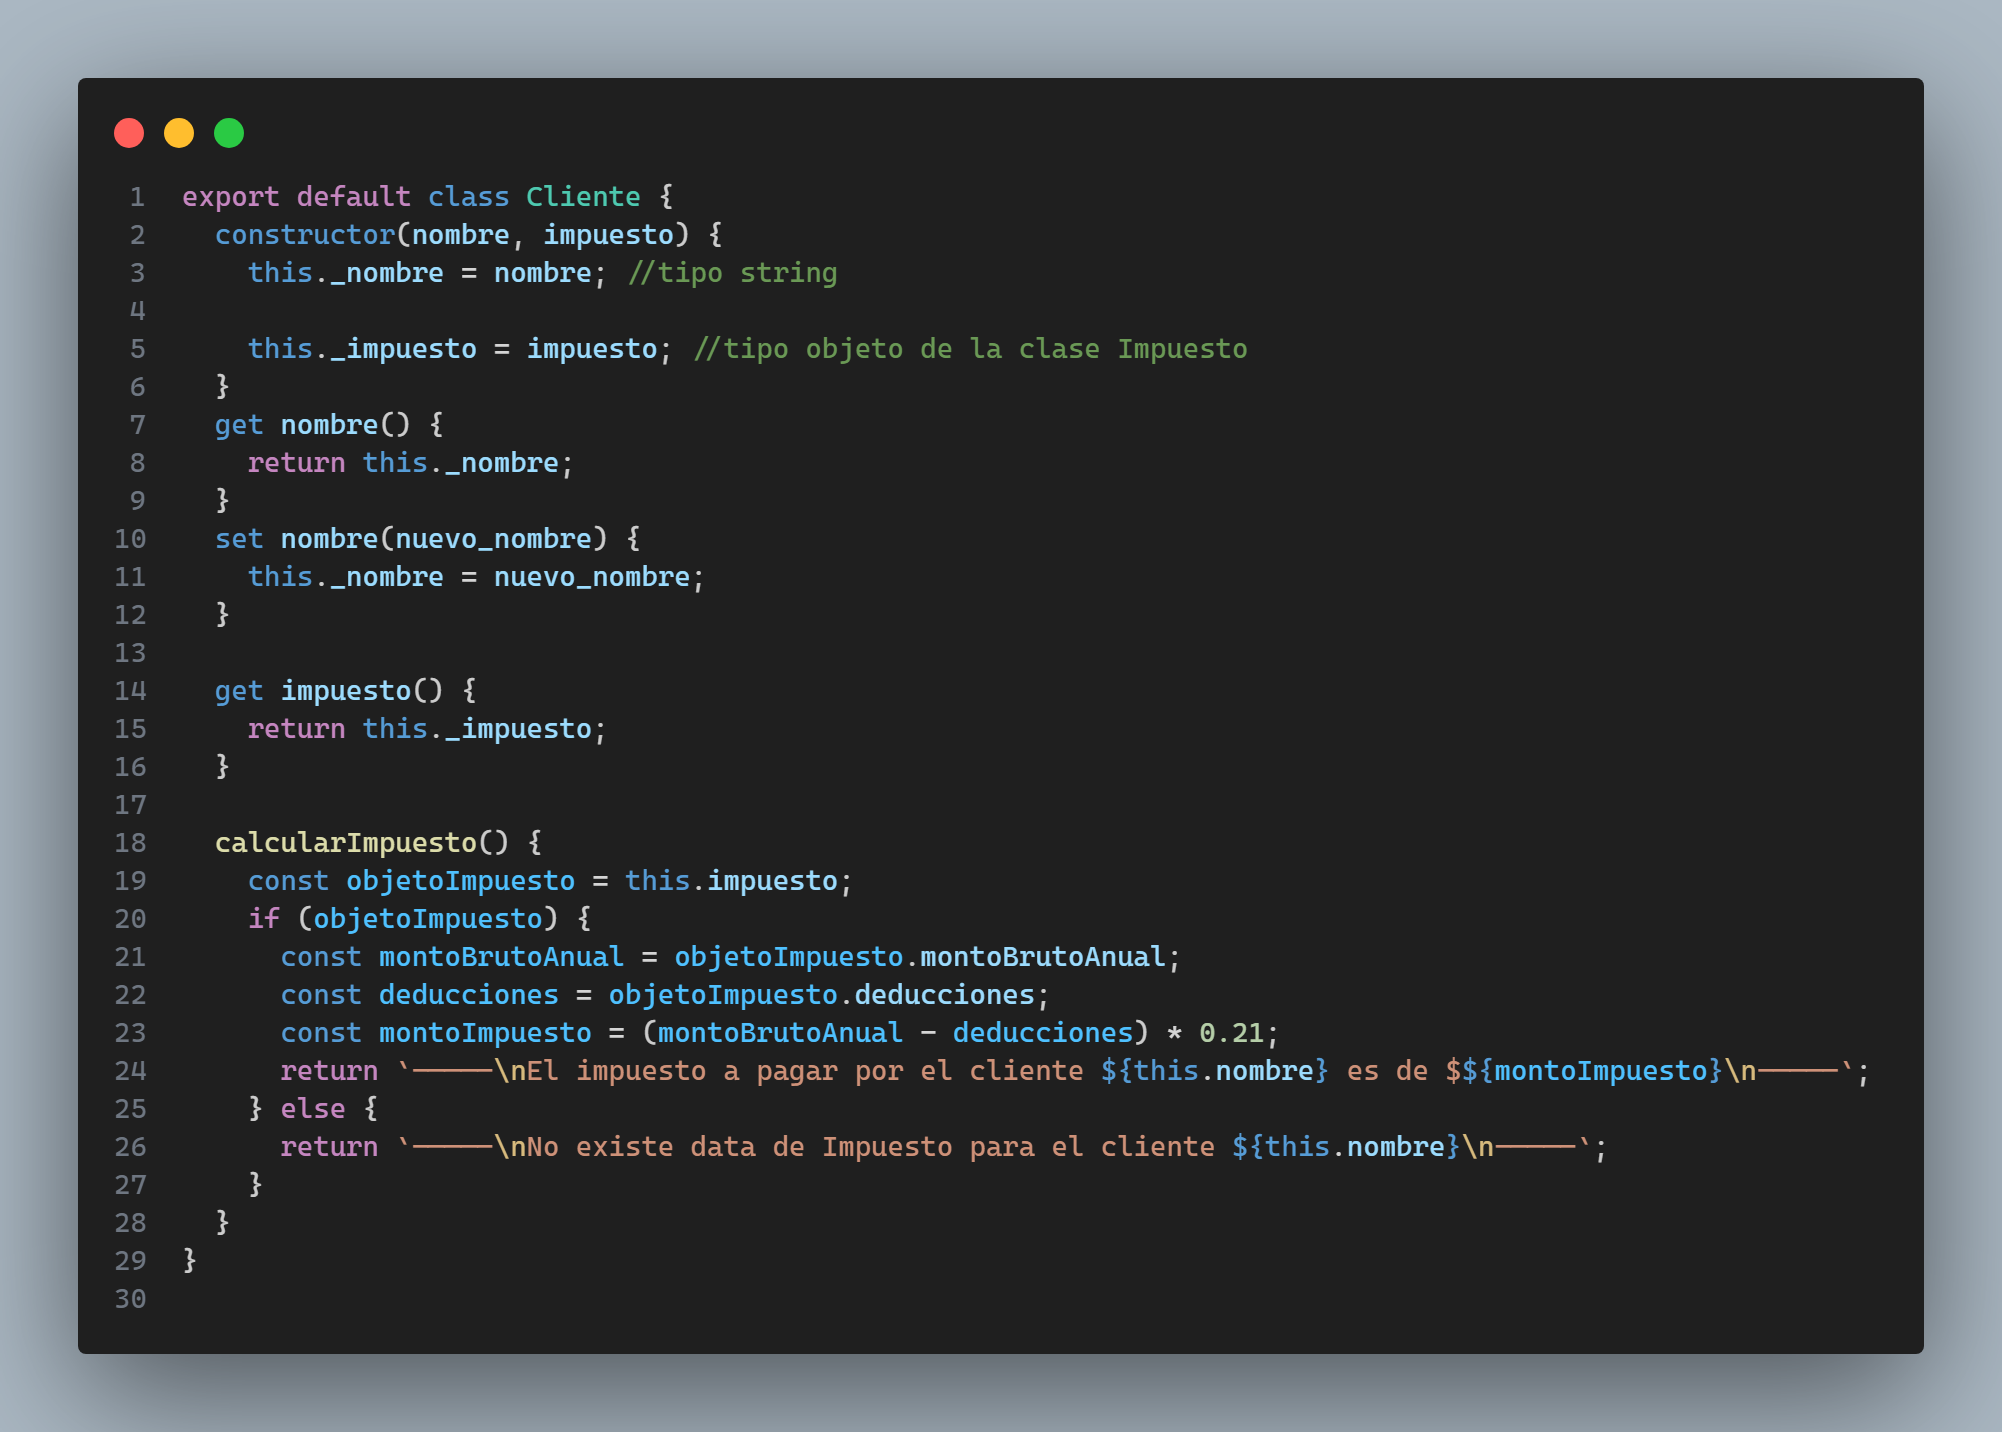 1 export default class Cliente {
2   constructor(nombre, impuesto) {
3     this._nombre = nombre; //tipo string
4
5     this._impuesto = impuesto; //tipo objeto de la clase Impuesto
6   }
7   get nombre() {
8     return this._nombre;
9   }
10   set nombre(nuevo_nombre) {
11     this._nombre = nuevo_nombre;
12   }
13
14   get impuesto() {
15     return this._impuesto;
16   }
17
18   calcularImpuesto() {
19     const objetoImpuesto = this.impuesto;
20     if (objetoImpuesto) {
21       const montoBrutoAnual = objetoImpuesto.montoBrutoAnual;
22       const deducciones = objetoImpuesto.deducciones;
23       const montoImpuesto = (montoBrutoAnual - deducciones) * 0.21;
24       return `-----\nEl impuesto a pagar por el cliente ${this.nombre} es de $${montoImpuesto}\n-----`;
25     } else {
26       return `-----\nNo existe data de Impuesto para el cliente ${this.nombre}\n-----`;
27     }
28   }
29 }
30